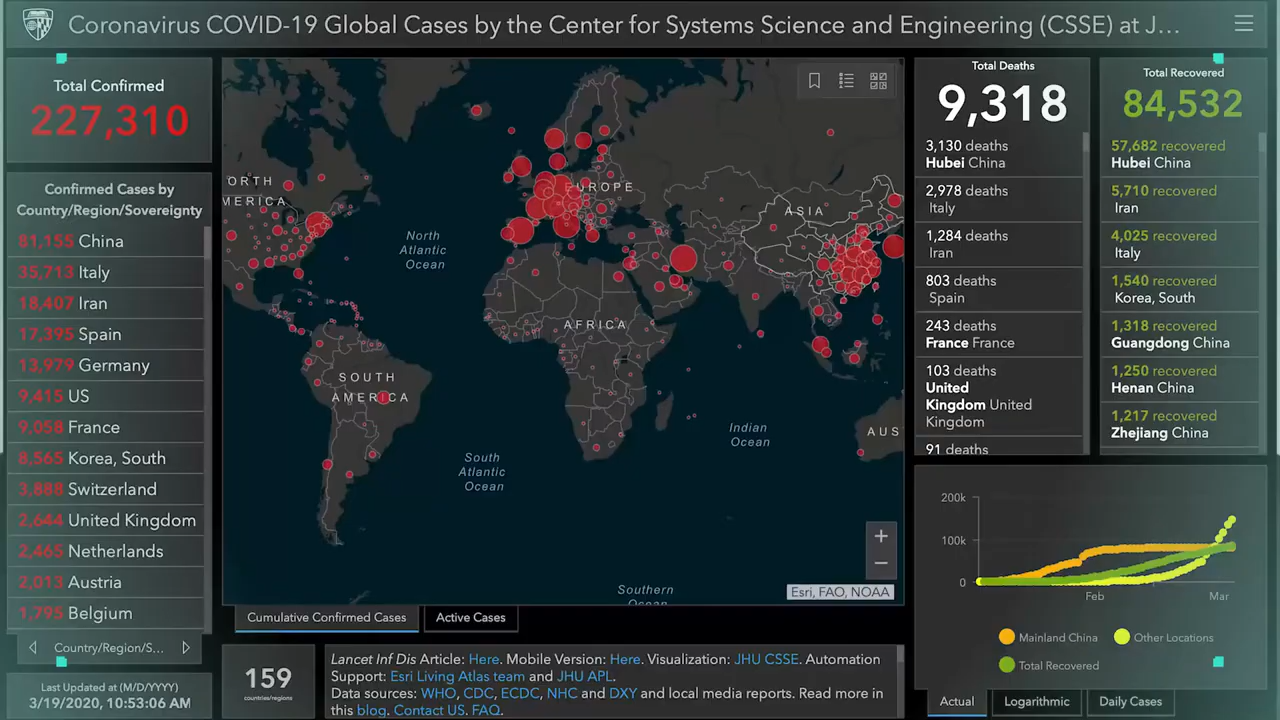 Coronavirus COVID-19 Global Cases by the Center for Systems Science and Engineering (CSSE) at J...
Total Confirmed
227,310
Confirmed Cases by
Country/Region/Sovereignty
81,155 China
35,713 Italy
18,407 Iran
17,395 Spain
13,979 Germany
9,415 US
9,058 France
8,565 Korea, South
3,888 Switzerland
2,644 United Kingdom
2,465 Netherlands
2,013 Austria
1,795 Belgium
Country/Region/S...
Last Updated at (M/D/YYYY)
3/19/2020, 10:53:06 AM
ORTH
MERICA
North
Atlantic
Ocean
EUROPE
ASIA
AFRICA
SOUTH
AMERICA
South
Atlantic
Ocean
Indian
Ocean
AUS
Southern
Ocean
+
−
Esri, FAO, NOAA
Cumulative Confirmed Cases
Active Cases
159
countries/regions
Lancet Inf Dis Article: Here. Mobile Version: Here. Visualization: JHU CSSE. Automation
Support: Esri Living Atlas team and JHU APL.
Data sources: WHO, CDC, ECDC, NHC and DXY and local media reports. Read more in
this blog. Contact US. FAQ.
Total Deaths
9,318
3,130 deaths
Hubei China
2,978 deaths
Italy
1,284 deaths
Iran
803 deaths
Spain
243 deaths
France France
103 deaths
United
Kingdom United
Kingdom
91 deaths
Total Recovered
84,532
57,682 recovered
Hubei China
5,710 recovered
Iran
4,025 recovered
Italy
1,540 recovered
Korea, South
1,318 recovered
Guangdong China
1,250 recovered
Henan China
1,217 recovered
Zhejiang China
200k
100k
0
Feb
Mar
Mainland China
Other Locations
Total Recovered
Actual
Logarithmic
Daily Cases